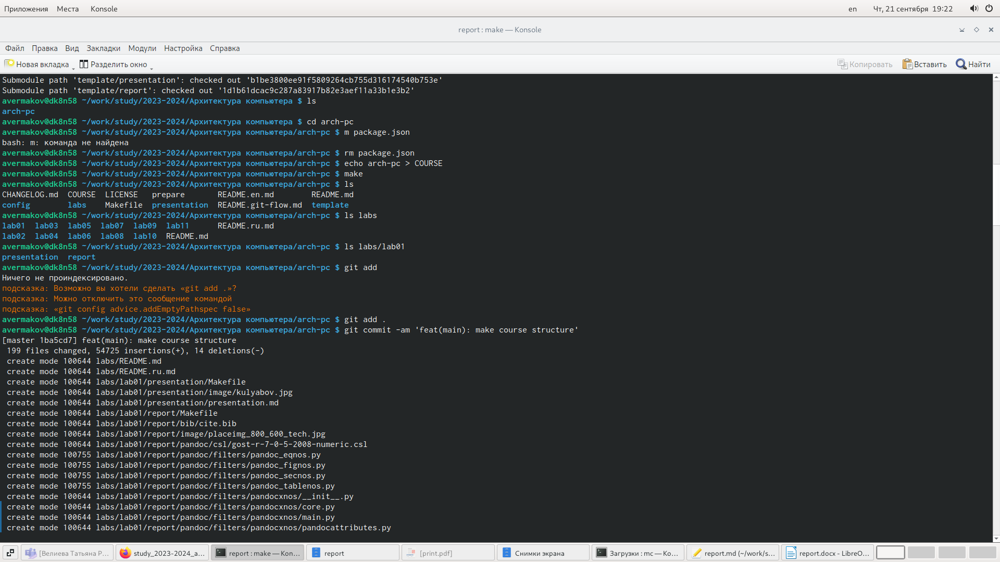 Приложения Места Konsole en Чт, 21 сентября 19:22
report : make — Konsole
Файл Правка Вид Закладки Модули Настройка Справка
Новая вкладка Разделить окно Копировать Вставить Найти
Submodule path 'template/presentation': checked out 'b1be3800ee91f5809264cb755d316174540b753e'
Submodule path 'template/report': checked out '1d1b61dcac9c287a83917b82e3aef11a33b1e3b2'
avermakov@dk8n58 ~/work/study/2023-2024/Архитектура компьютера $ ls
arch-pc
avermakov@dk8n58 ~/work/study/2023-2024/Архитектура компьютера $ cd arch-pc
avermakov@dk8n58 ~/work/study/2023-2024/Архитектура компьютера/arch-pc $ m package.json
bash: m: команда не найдена
avermakov@dk8n58 ~/work/study/2023-2024/Архитектура компьютера/arch-pc $ rm package.json
avermakov@dk8n58 ~/work/study/2023-2024/Архитектура компьютера/arch-pc $ echo arch-pc > COURSE
avermakov@dk8n58 ~/work/study/2023-2024/Архитектура компьютера/arch-pc $ make
avermakov@dk8n58 ~/work/study/2023-2024/Архитектура компьютера/arch-pc $ ls
CHANGELOG.md COURSE LICENSE prepare README.en.md README.md
config labs Makefile presentation README.git-flow.md template
avermakov@dk8n58 ~/work/study/2023-2024/Архитектура компьютера/arch-pc $ ls labs
lab01 lab03 lab05 lab07 lab09 lab11 README.ru.md
lab02 lab04 lab06 lab08 lab10 README.md
avermakov@dk8n58 ~/work/study/2023-2024/Архитектура компьютера/arch-pc $ ls labs/lab01
presentation report
avermakov@dk8n58 ~/work/study/2023-2024/Архитектура компьютера/arch-pc $ git add
Ничего не проиндексировано.
подсказка: Возможно вы хотели сделать «git add .»?
подсказка: Можно отключить это сообщение командой
подсказка: «git config advice.addEmptyPathspec false»
avermakov@dk8n58 ~/work/study/2023-2024/Архитектура компьютера/arch-pc $ git add .
avermakov@dk8n58 ~/work/study/2023-2024/Архитектура компьютера/arch-pc $ git commit -am 'feat(main): make course structure'
[master 1ba5cd7] feat(main): make course structure
199 files changed, 54725 insertions(+), 14 deletions(-)
create mode 100644 labs/README.md
create mode 100644 labs/README.ru.md
create mode 100644 labs/lab01/presentation/Makefile
create mode 100644 labs/lab01/presentation/image/kulyabov.jpg
create mode 100644 labs/lab01/presentation/presentation.md
create mode 100644 labs/lab01/report/Makefile
create mode 100644 labs/lab01/report/bib/cite.bib
create mode 100644 labs/lab01/report/image/placeimg_800_600_tech.jpg
create mode 100644 labs/lab01/report/pandoc/csl/gost-r-7-0-5-2008-numeric.csl
create mode 100755 labs/lab01/report/pandoc/filters/pandoc_eqnos.py
create mode 100755 labs/lab01/report/pandoc/filters/pandoc_fignos.py
create mode 100755 labs/lab01/report/pandoc/filters/pandoc_secnos.py
create mode 100755 labs/lab01/report/pandoc/filters/pandoc_tablenos.py
create mode 100644 labs/lab01/report/pandoc/filters/pandocxnos/__init__.py
create mode 100644 labs/lab01/report/pandoc/filters/pandocxnos/core.py
create mode 100644 labs/lab01/report/pandoc/filters/pandocxnos/main.py
create mode 100644 labs/lab01/report/pandoc/filters/pandocxnos/pandocattributes.py
[Велиева Татьяна Р... study_2023-2024_a... report : make — Kon... report [print.pdf] Снимки экрана Загрузки : mc — Ko... report.md (~/work/s... report.docx - LibreO...